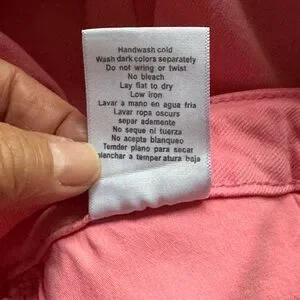 Handwash cold
Wash dark colors separately
Do not wring or twist
No bleach
Lay flat to dry
Low iron
Lavar a mano en agua fria
Lavar ropa oscurs
separ ademente
No seque ni tuerza
No acepta blanqueo
Temder plano para secar
planchar a temperatura baja